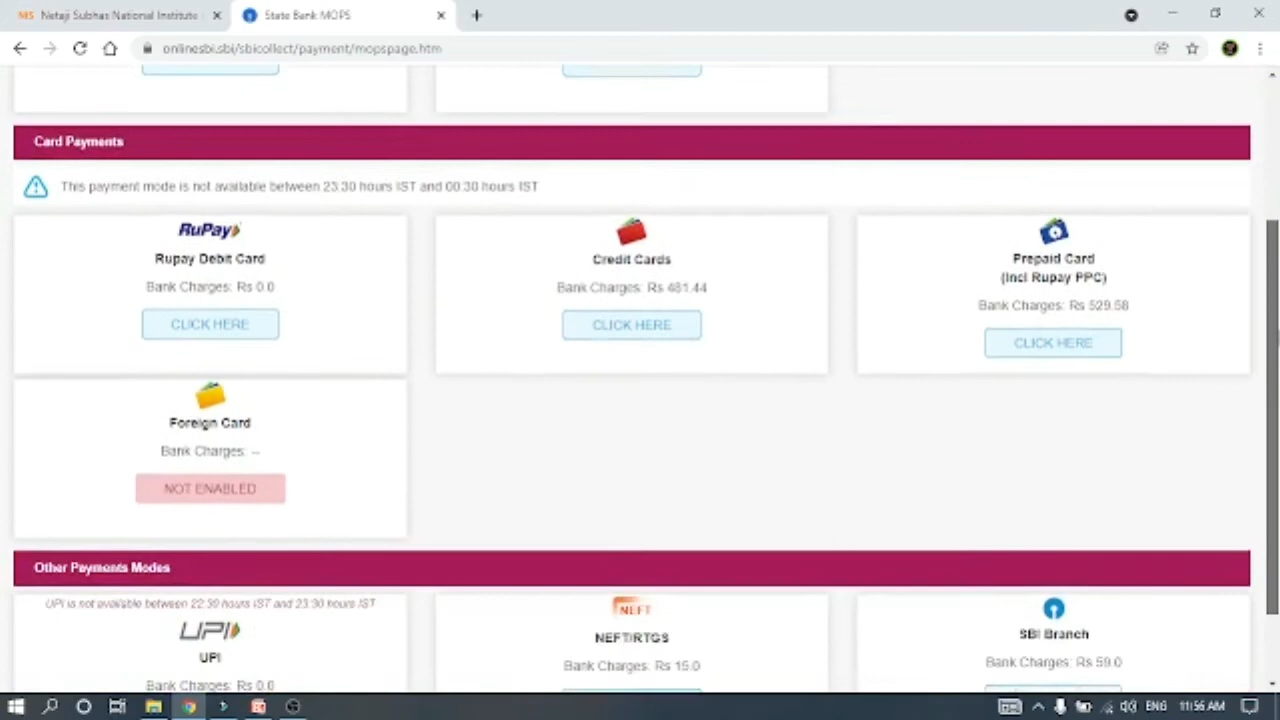 NIS Netaji Subhas National Institute
State Bank MOPS
onlinesbi.sbi/sbicollect/payment/mopspage.htm
Card Payments
This payment mode is not available between 23.30 hours IST and 00.30 hours IST
RuPay
Rupay Debit Card
Bank Charges: Rs 0.0
CLICK HERE
Credit Cards
Bank Charges: Rs 461.44
CLICK HERE
Prepaid Card
(Incl Rupay PPC)
Bank Charges: Rs 529.58
CLICK HERE
Foreign Card
Bank Charges: --
NOT ENABLED
Other Payments Modes
UPI is not available between 22:30 hours IST and 23:30 hours IST
UPI
UPI
Bank Charges: Rs 0.0
NEFT
NEFT/RTGS
Bank Charges: Rs 15.0
SBI Branch
Bank Charges: Rs 59.0
ENG
11:56 AM